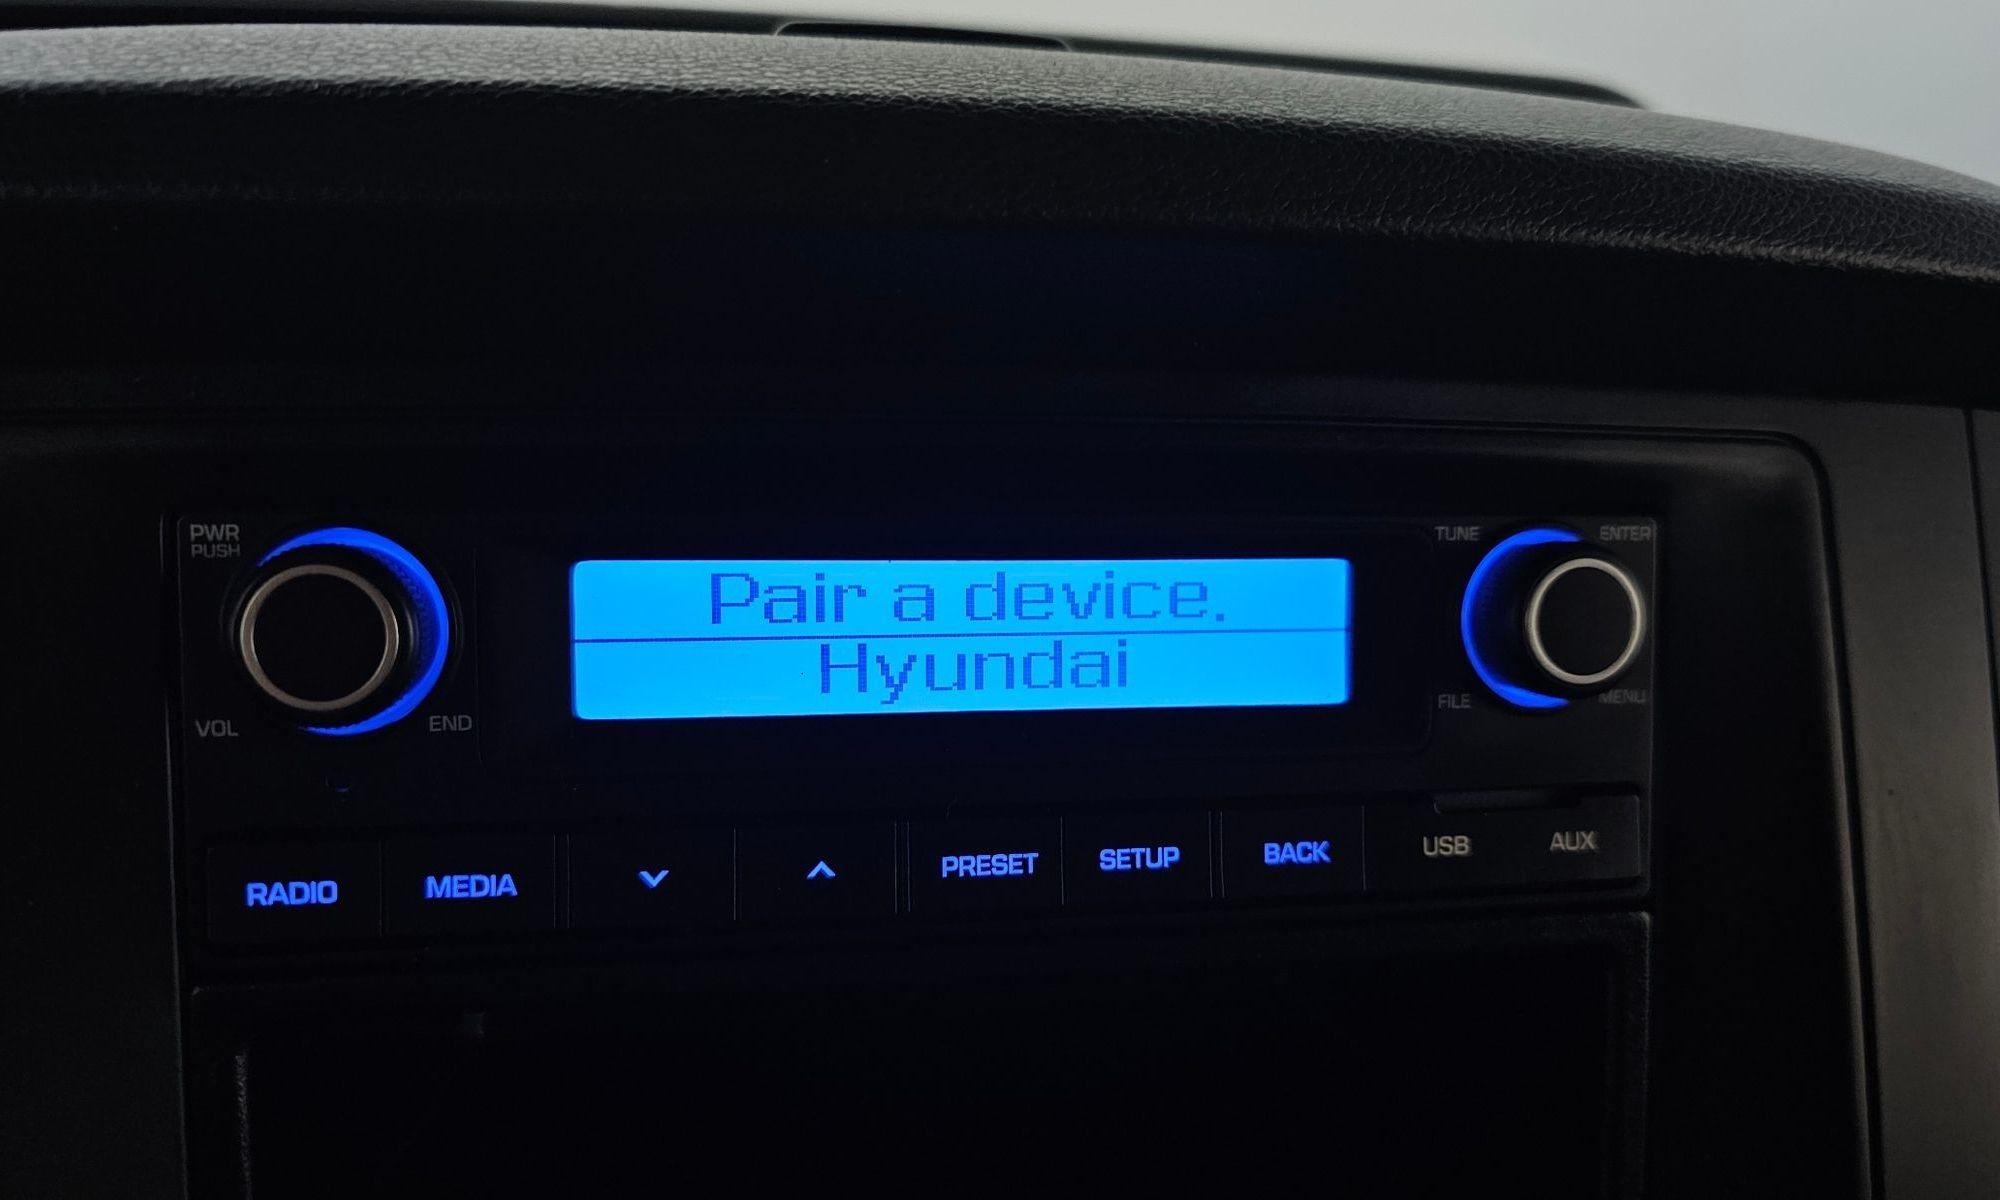 PWR
PUSH
VOL
END
Pair a device.
Hyundai
TUNE
ENTER
FILE
MENU
RADIO
MEDIA
PRESET
SETUP
BACK
USB
AUX